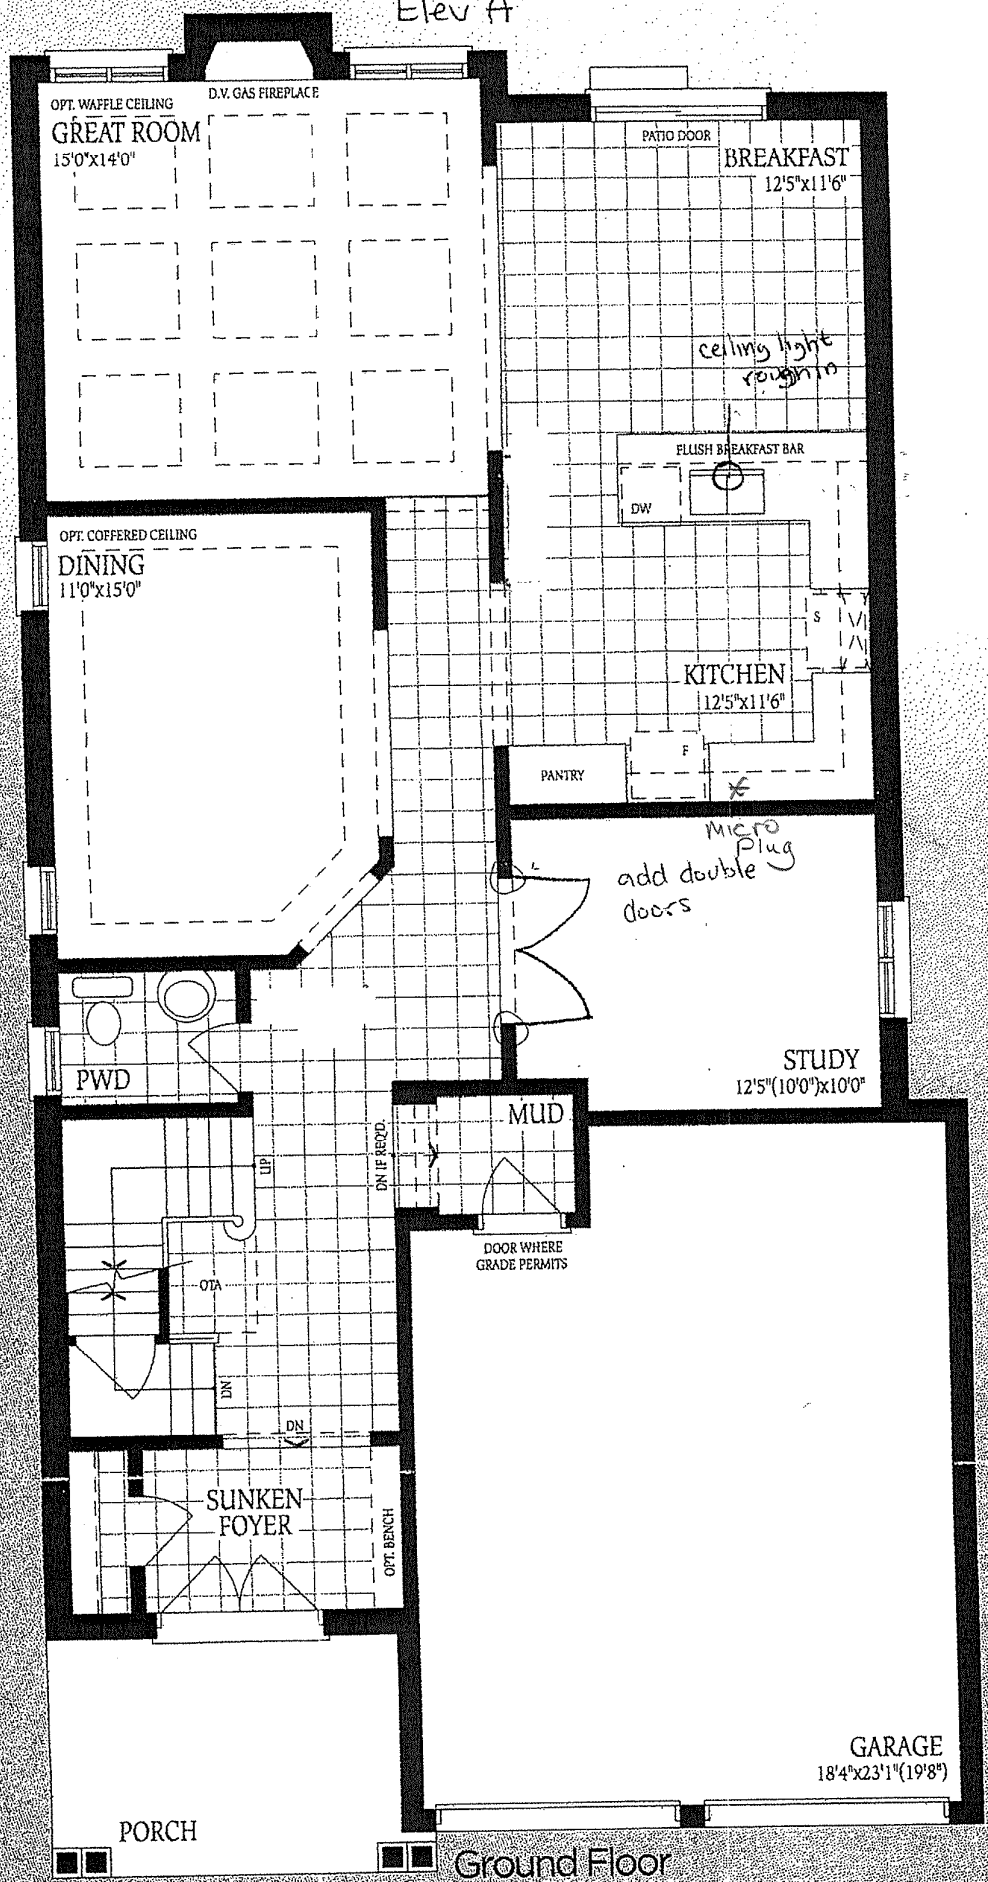 Elev A
D.V. GAS FIREPLACE
OPT. WAFFLE CEILING
GREAT ROOM
15'0"x14'0"
PATIO DOOR
BREAKFAST
12'5"x11'6"
ceiling light
roughin
FLUSH BREAKFAST BAR
DW
OPT. COFFERED CEILING
DINING
11'0"x15'0"
S
KITCHEN
12'5"x11'6"
F
PANTRY
Micro
Plug
add double
doors
STUDY
12'5"(10'0")x10'0"
PWD
MUD
DN IF REQ'D.
UP
DOOR WHERE
GRADE PERMITS
OTA
DN
DN
SUNKEN
FOYER
OPT. BENCH
GARAGE
18'4"x23'1"(19'8")
PORCH
Ground Floor